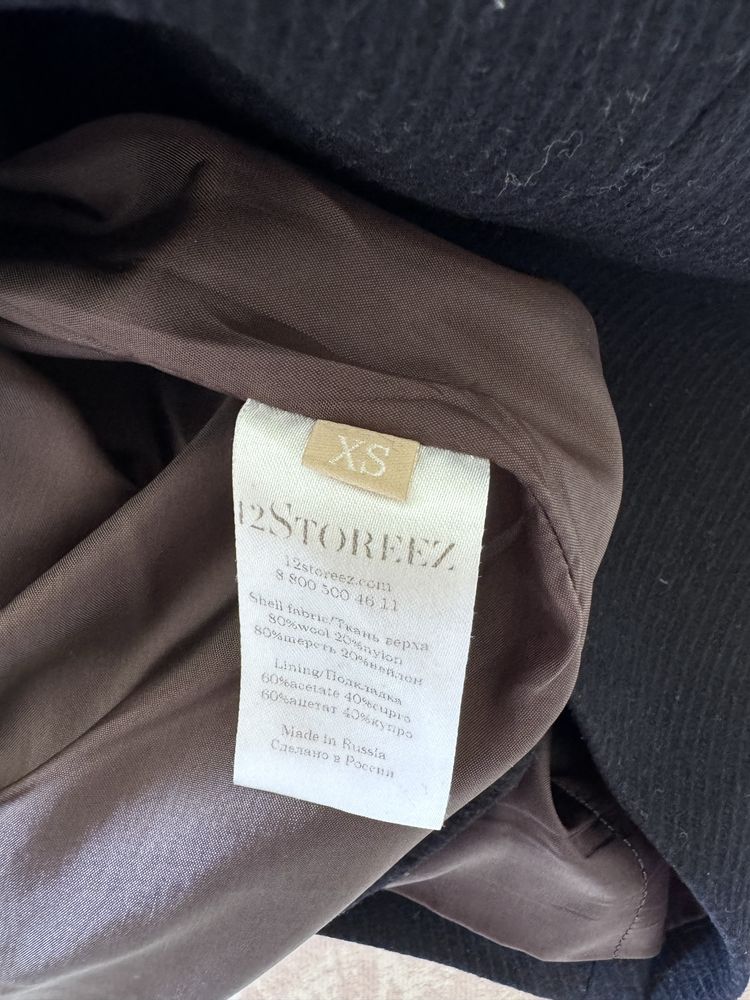 XS
12STOREEZ
12storeez.com
8 800 500 46 11
Shell fabric/Ткань верха
80%wool 20%nylon
80%шерсть 20%нейлон
Lining/Подкладка
60%acetate 40%cupro
60%ацетат 40%купро
Made in Russia
Сделано в России